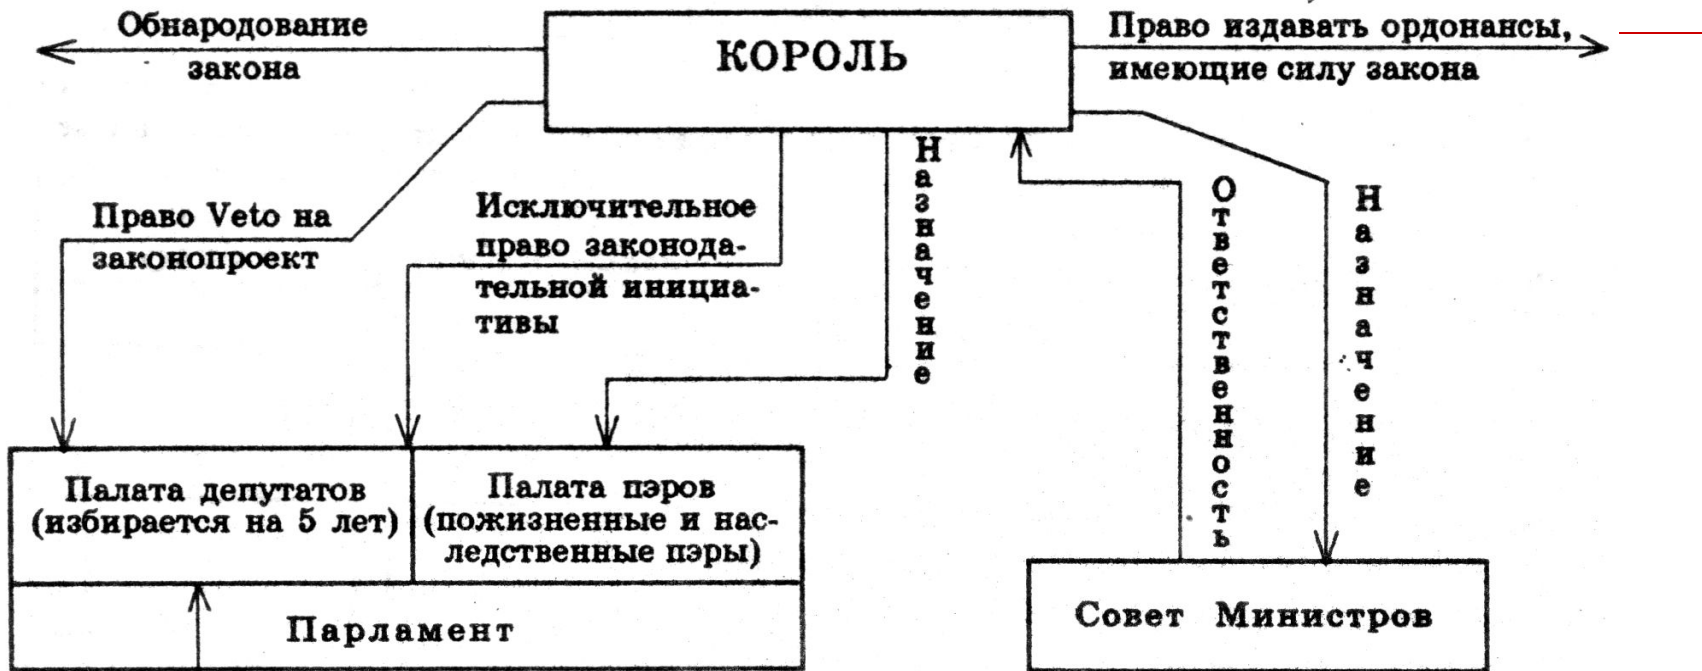 Обнародование
закона
КОРОЛЬ
Право издавать ордонансы,
имеющие силу закона
Право Veto на
законопроект
Исключительное
право законода-
тельной инициа-
тивы
Назначение
Ответственность
Назначение
Палата депутатов
(избирается на 5 лет)
Палата пэров
(пожизненные и нас-
ледственные пэры)
Парламент
Совет Министров